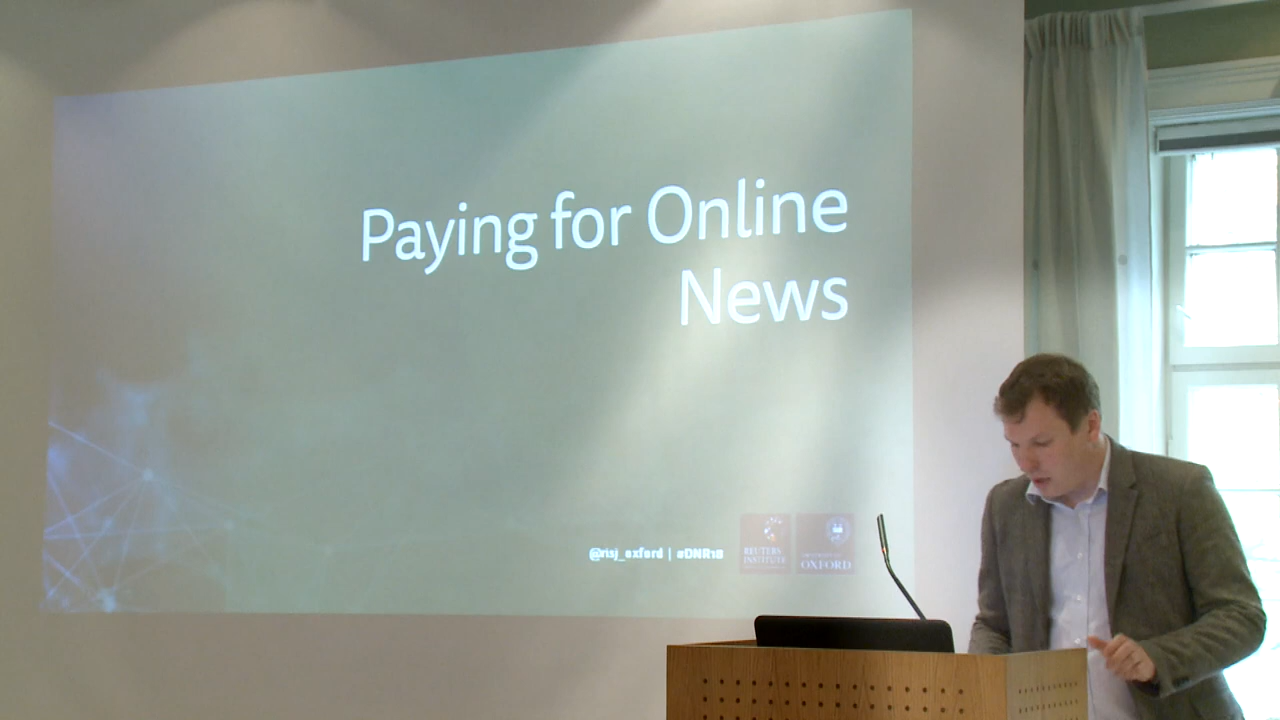 Paying for Online
News
@risj_oxford | #DNR18
REUTERS
INSTITUTE
OXFORD